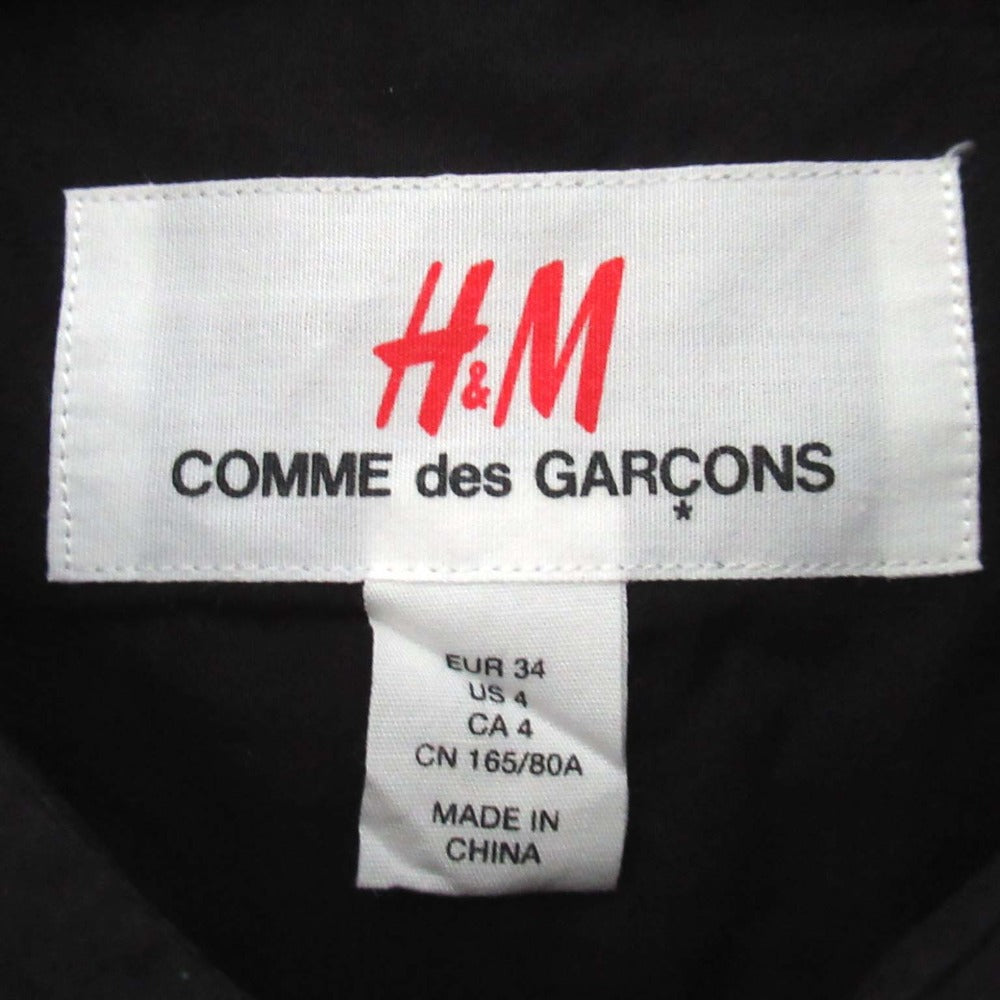 H&M
COMME des GARÇONS
*
EUR 34
US 4
CA 4
CN 165/80A
MADE IN
CHINA